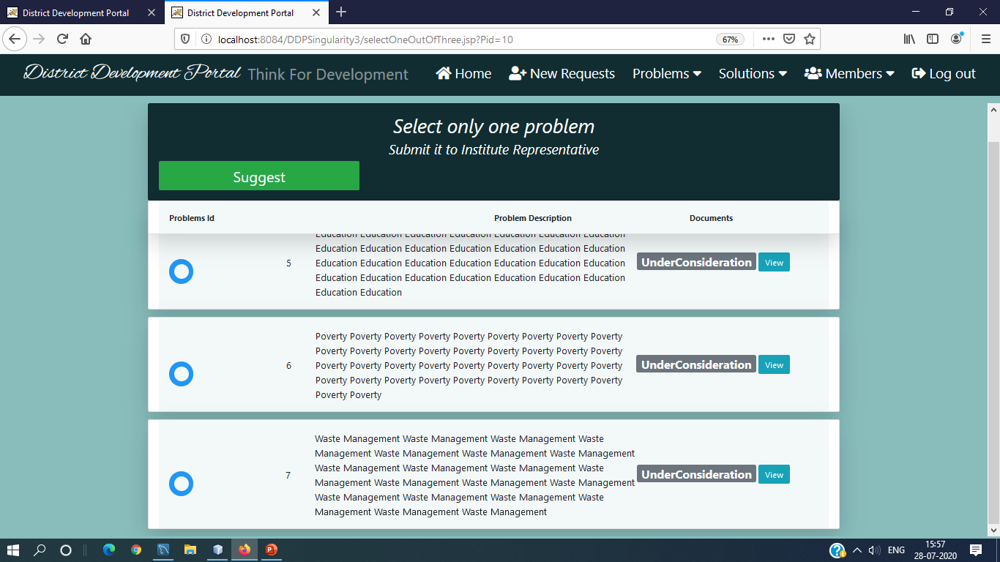 District Development Portal
District Development Portal
localhost:8084/DDPSingularity3/selectOneOutOfThree.jsp?Pid=10
67%
District Development Portal Think For Development Home New Requests Problems Solutions Members Log out
Select only one problem
Submit it to Institute Representative
Suggest
Problems Id Problem Description Documents
Education Education Education Education Education Education Education
Education Education Education Education Education Education Education
Education Education Education Education Education Education Education
Education Education Education Education Education Education Education
Education Education
5
UnderConsideration View
Poverty Poverty Poverty Poverty Poverty Poverty Poverty Poverty Poverty
Poverty Poverty Poverty Poverty Poverty Poverty Poverty Poverty Poverty
Poverty Poverty Poverty Poverty Poverty Poverty Poverty Poverty Poverty
Poverty Poverty Poverty Poverty Poverty Poverty Poverty Poverty Poverty
Poverty Poverty
6
UnderConsideration View
Waste Management Waste Management Waste Management Waste
Management Waste Management Waste Management Waste Management
Waste Management Waste Management Waste Management Waste
Management Waste Management Waste Management Waste Management
Waste Management Waste Management Waste Management Waste
Management Waste Management Waste Management
7
UnderConsideration View
ENG
15:57
28-07-2020